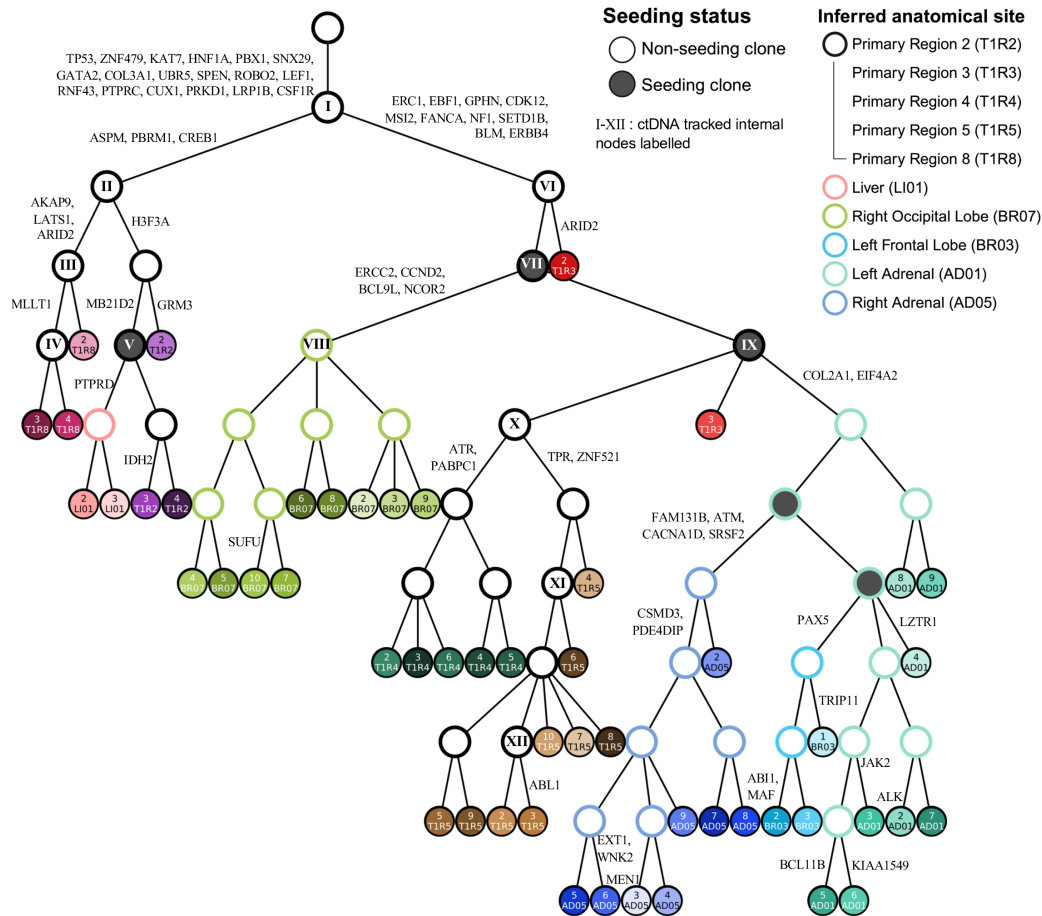 Seeding status
Non-seeding clone
Seeding clone
I-XII : ctDNA tracked internal
nodes labelled
Inferred anatomical site
Primary Region 2 (T1R2)
Primary Region 3 (T1R3)
Primary Region 4 (T1R4)
Primary Region 5 (T1R5)
Primary Region 8 (T1R8)
Liver (LI01)
Right Occipital Lobe (BR07)
Left Frontal Lobe (BR03)
Left Adrenal (AD01)
Right Adrenal (AD05)
TP53, ZNF479, KAT7, HNF1A, PBX1, SNX29,
GATA2, COL3A1, UBR5, SPEN, ROBO2, LEF1,
RNF43, PTPRC, CUX1, PRKD1, LRP1B, CSF1R
I
ERC1, EBF1, GPHN, CDK12,
MSI2, FANCA, NF1, SETD1B,
BLM, ERBB4
ASPM, PBRM1, CREB1
II
VI
AKAP9,
LATS1,
ARID2
H3F3A
ARID2
III
VII
2
T1R3
ERCC2, CCND2,
BCL9L, NCOR2
MLLT1
MB21D2
GRM3
IV
2
T1R8
V
2
T1R2
VIII
IX
COL2A1, EIF4A2
PTPRD
3
T1R8
4
T1R8
X
3
T1R3
IDH2
ATR,
PABPC1
TPR, ZNF521
2
LI01
3
LI01
3
T1R2
4
T1R2
6
BR07
8
BR07
2
BR07
3
BR07
9
BR07
SUFU
FAM131B, ATM,
CACNA1D, SRSF2
4
BR07
5
BR07
10
BR07
7
BR07
XI
4
T1R5
8
AD01
9
AD01
CSMD3,
PDE4DIP
PAX5
LZTR1
2
T1R4
3
T1R4
6
T1R4
4
T1R4
5
T1R4
6
T1R5
2
AD05
4
AD01
TRIP11
XII
10
T1R5
7
T1R5
8
T1R5
1
BR03
JAK2
ABL1
ABI1,
MAF
ALK
5
T1R5
9
T1R5
2
T1R5
3
T1R5
9
AD05
7
AD05
8
AD05
2
BR03
3
BR03
3
AD01
2
AD01
7
AD01
EXT1,
WNK2
MEN1
BCL11B
KIAA1549
5
AD05
6
AD05
3
AD05
4
AD05
5
AD01
6
AD01